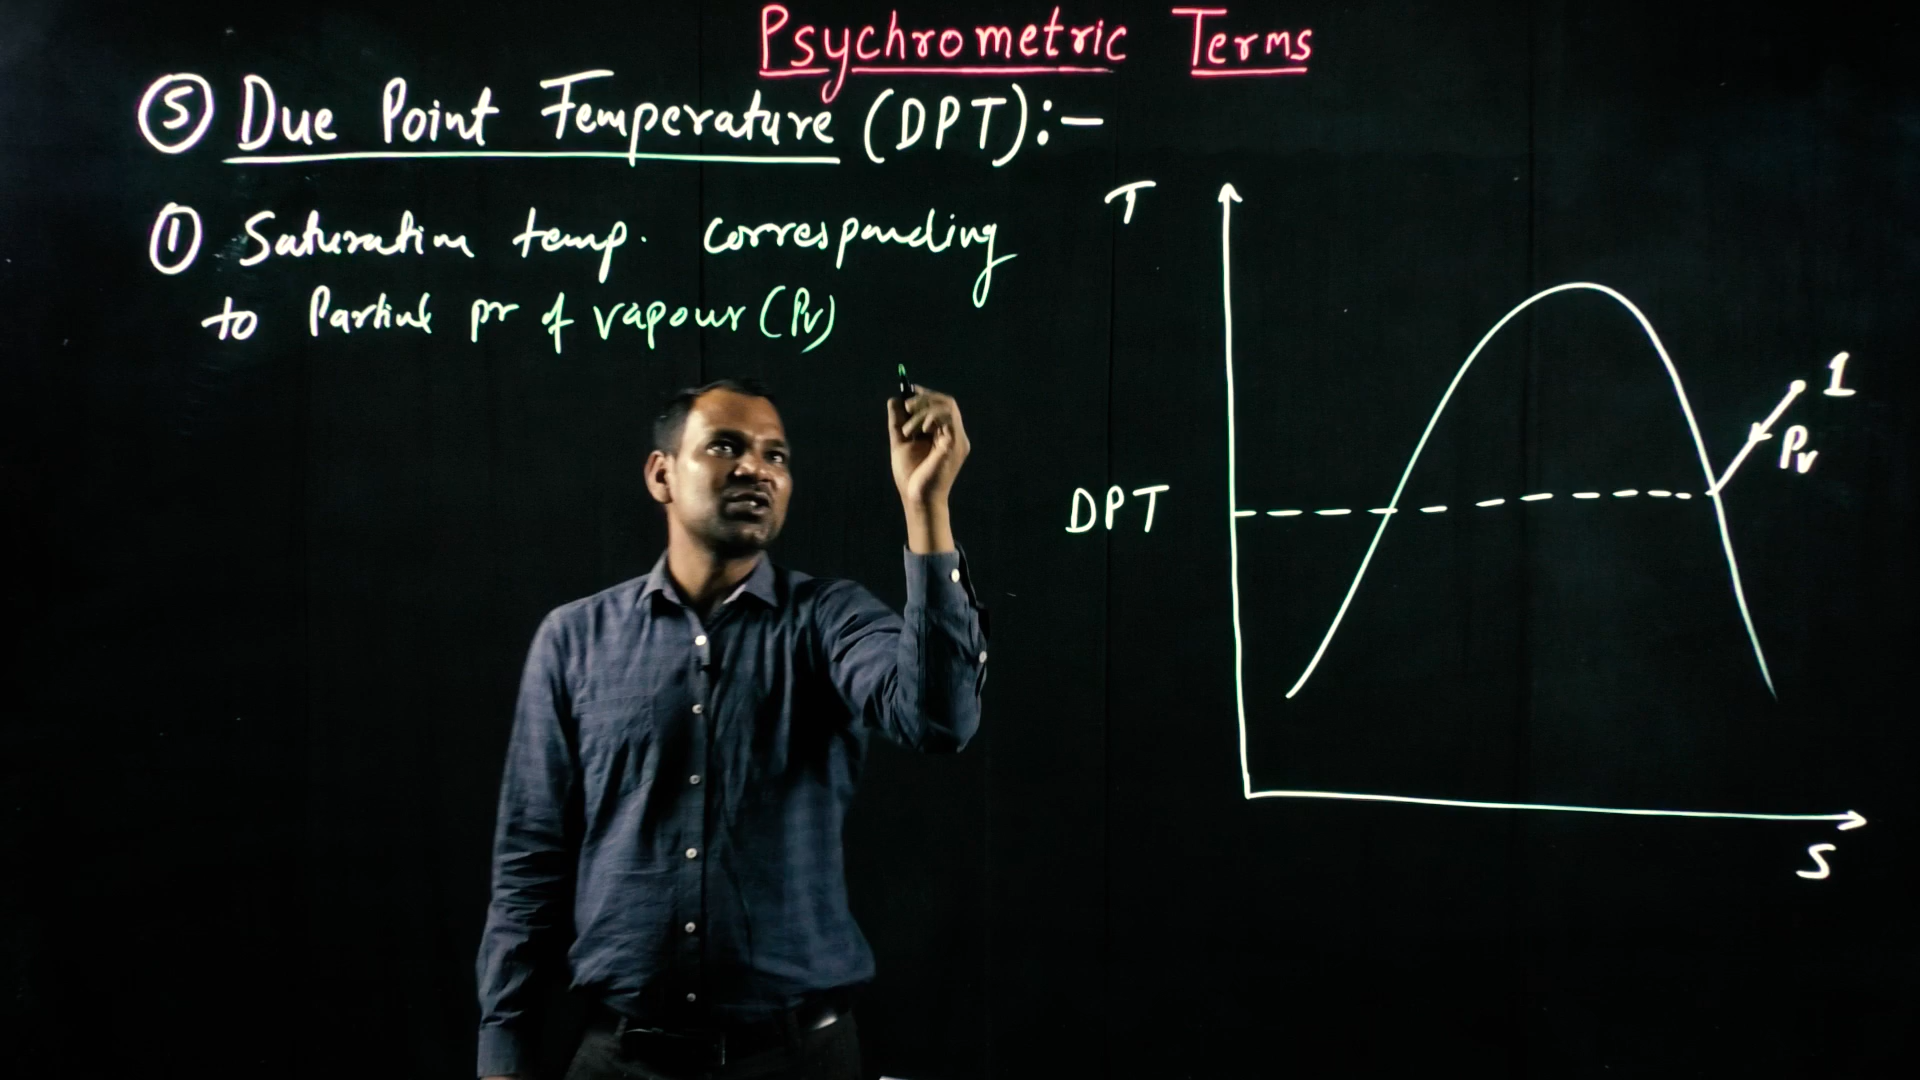 Psychrometric Terms
⑤ Due Point Temperature (DPT):-
① Saturation temp. corresponding
to Partial pr of vapour (Pv)
T
1
Pv
DPT
S